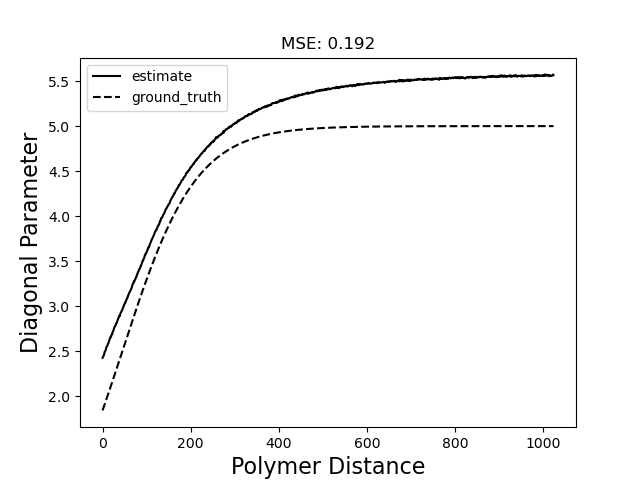 MSE: 0.192
estimate
ground_truth
Diagonal Parameter
5.5
5.0
4.5
4.0
3.5
3.0
2.5
2.0
0 200 400 600 800 1000
Polymer Distance